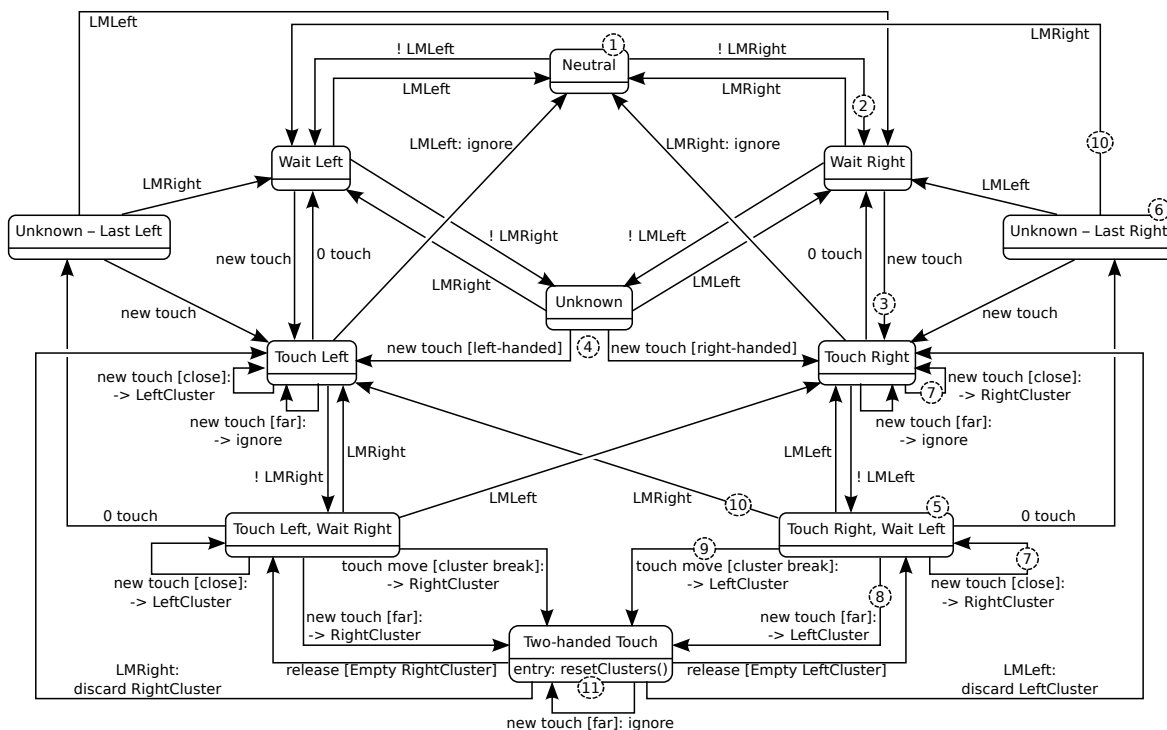 LMLeft
LMRight
1
! LMLeft
! LMRight
Neutral
LMLeft
LMRight
2
10
LMLeft: ignore
LMRight: ignore
Wait Left
Wait Right
LMRight
LMLeft
6
Unknown – Last Left
Unknown – Last Right
! LMRight
! LMLeft
new touch
0 touch
0 touch
new touch
LMRight
LMLeft
Unknown
3
new touch
new touch
4
new touch [left-handed]
new touch [right-handed]
Touch Left
Touch Right
new touch [close]:
-> LeftCluster
7
new touch [close]:
-> RightCluster
new touch [far]:
-> ignore
new touch [far]:
-> ignore
LMRight
LMLeft
! LMRight
! LMLeft
LMLeft
LMRight
10
5
0 touch
Touch Left, Wait Right
Touch Right, Wait Left
0 touch
9
7
touch move [cluster break]:
-> RightCluster
touch move [cluster break]:
-> LeftCluster
new touch [close]:
-> LeftCluster
new touch [close]:
-> RightCluster
8
new touch [far]:
-> RightCluster
new touch [far]:
-> LeftCluster
Two-handed Touch
entry: resetClusters()
release [Empty RightCluster]
release [Empty LeftCluster]
LMRight:
discard RightCluster
LMLeft:
discard LeftCluster
11
new touch [far]: ignore